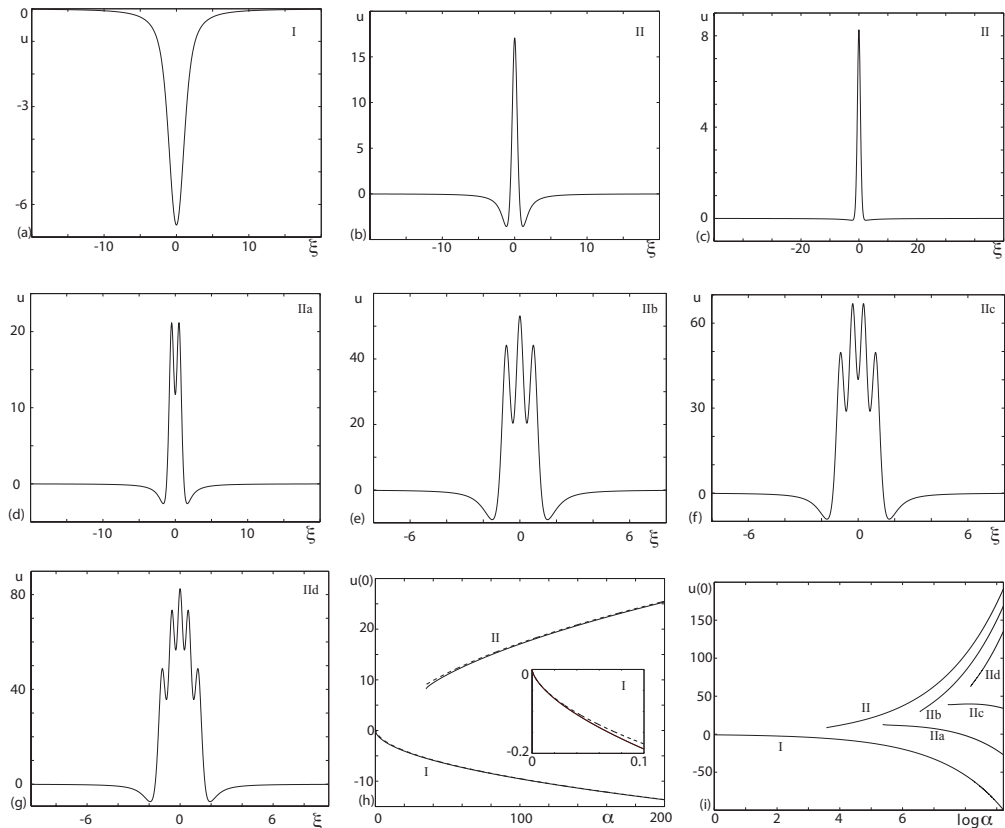 0
u
-3
-6
(a)
-10
0
10
ξ
I
u
15
10
5
0
(b)
-10
0
10
ξ
II
u
8
4
0
(c)
-20
0
20
ξ
II
u
20
10
0
(d)
-10
0
10
ξ
IIa
u
40
20
0
(e)
-6
0
6
ξ
IIb
u
60
30
0
(f)
-6
0
6
ξ
IIc
u
80
40
0
(g)
-6
0
6
ξ
IId
u(0)
20
10
0
-10
(h)
100
α
200
II
I
0
-0.2
0
0.1
I
u(0)
150
100
50
0
-50
(i)
0
2
4
6
logα
I
II
IIa
IIb
IIc
IId